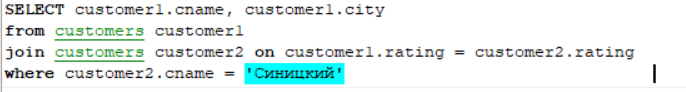 SELECT customer1.cname, customer1.city
from customers customer1
join customers customer2 on customer1.rating = customer2.rating
where customer2.cname = 'Синицкий'